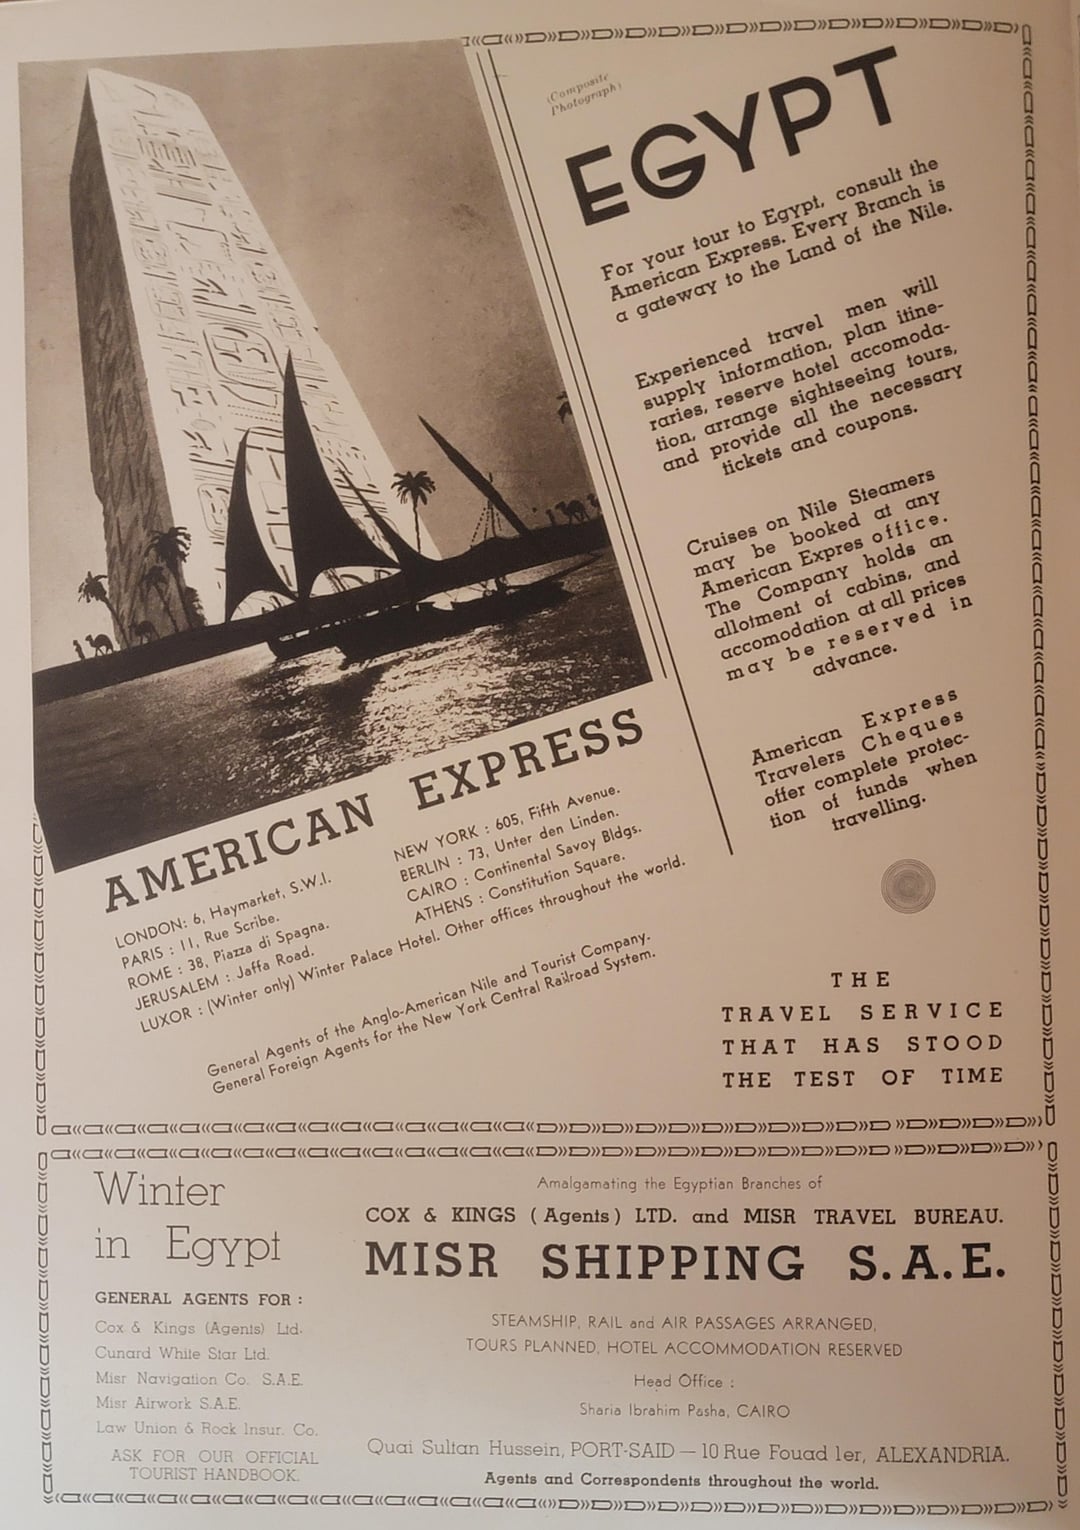 (Composite
Photograph)
EGYPT
For your tour to Egypt, consult the
American Express. Every Branch is
a gateway to the Land of the Nile.
Experienced travel men will
supply information, plan itine-
raries, reserve hotel accomoda-
tion, arrange sightseeing tours,
and provide all the necessary
tickets and coupons.
Cruises on Nile Steamers
may be booked at any
American Expres office.
The Company holds an
allotment of cabins, and
accomodation at all prices
may be reserved in
advance.
American Express
Travelers Cheques
offer complete protec-
tion of funds when
travelling.
AMERICAN EXPRESS
LONDON: 6, Haymarket, S.W.I.
PARIS : 11, Rue Scribe.
ROME : 38, Piazza di Spagna.
JERUSALEM : Jaffa Road.
NEW YORK : 605, Fifth Avenue.
BERLIN : 73, Unter den Linden.
CAIRO : Continental Savoy Bldgs.
ATHENS : Constitution Square.
LUXOR : (Winter only) Winter Palace Hotel. Other offices throughout the world.
General Agents of the Anglo-American Nile and Tourist Company.
General Foreign Agents for the New York Central Railroad System.
THE
TRAVEL SERVICE
THAT HAS STOOD
THE TEST OF TIME
Winter
in Egypt
GENERAL AGENTS FOR :
Cox & Kings (Agents) Ltd.
Cunard White Star Ltd.
Misr Navigation Co. S.A.E.
Misr Airwork S.A.E.
Law Union & Rock Insur. Co.
ASK FOR OUR OFFICIAL
TOURIST HANDBOOK.
Amalgamating the Egyptian Branches of
COX & KINGS (Agents) LTD. and MISR TRAVEL BUREAU.
MISR SHIPPING S.A.E.
STEAMSHIP, RAIL and AIR PASSAGES ARRANGED,
TOURS PLANNED, HOTEL ACCOMMODATION RESERVED
Head Office :
Sharia Ibrahim Pasha, CAIRO
Quai Sultan Hussein, PORT-SAID — 10 Rue Fouad 1er, ALEXANDRIA.
Agents and Correspondents throughout the world.